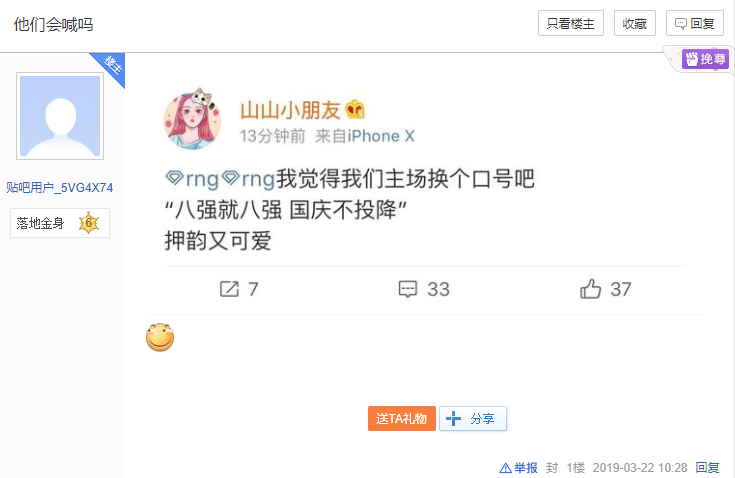 他们会喊吗
只看楼主 收藏 回复
楼主
挽尊
山山小朋友
13分钟前 来自iPhone X
贴吧用户_5VG4X74
落地金身 6
rng rng我觉得我们主场换个口号吧
“八强就八强 国庆不投降”
押韵又可爱
7 33 37
送TA礼物 分享
举报 封 1楼 2019-03-22 10:28 回复